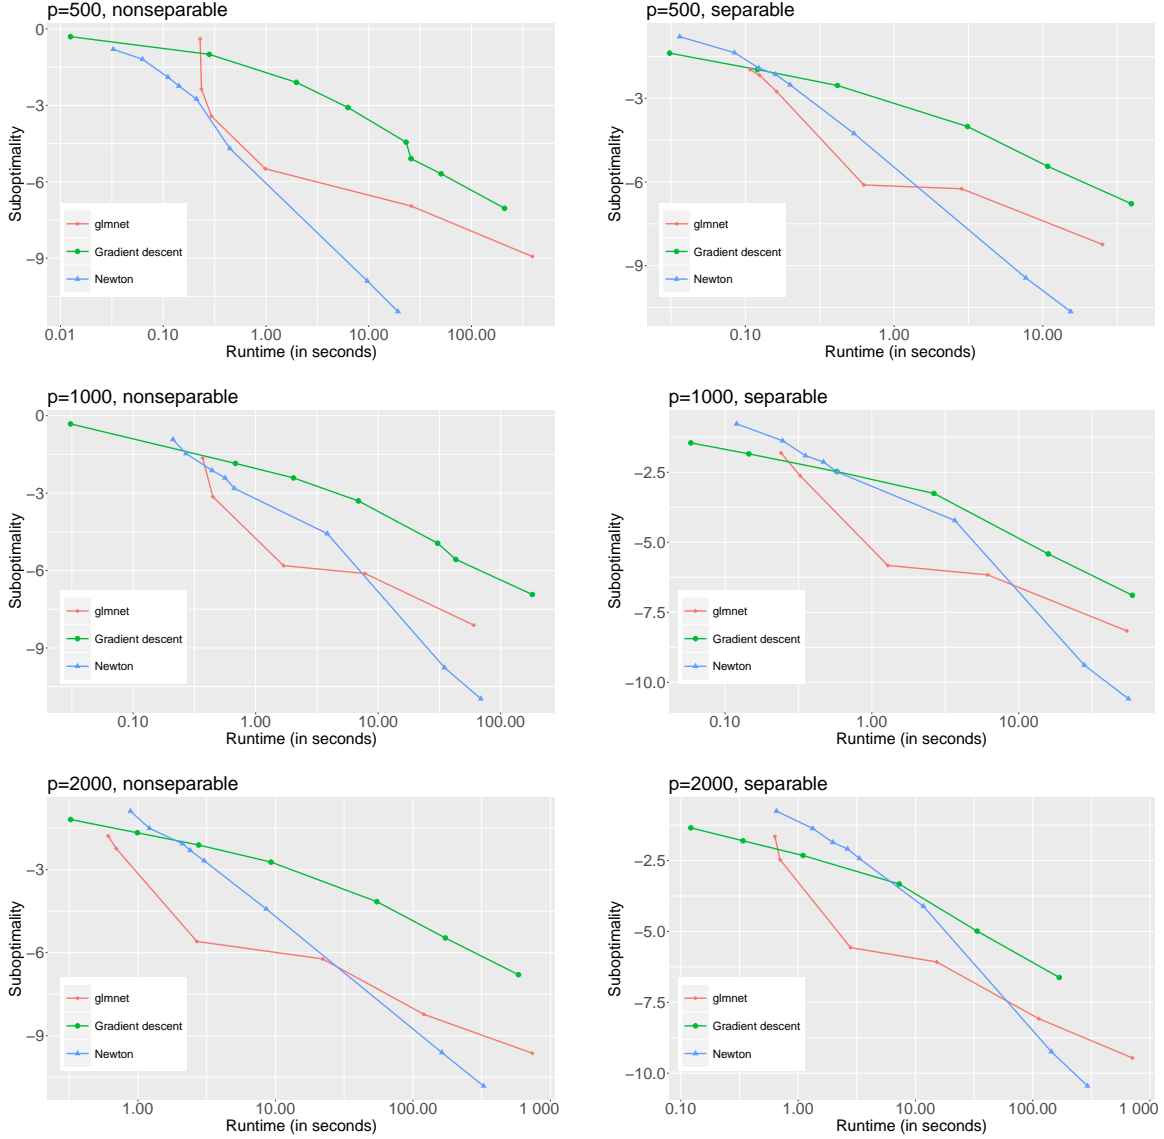 p=500, nonseparable
0
−3
−6
−9
Suboptimality
glmnet
Gradient descent
Newton
0.01 0.10 1.00 10.00 100.00
Runtime (in seconds)
p=500, separable
−3
−6
−9
Suboptimality
glmnet
Gradient descent
Newton
0.10 1.00 10.00
Runtime (in seconds)
p=1000, nonseparable
0
−3
−6
−9
Suboptimality
glmnet
Gradient descent
Newton
0.10 1.00 10.00 100.00
Runtime (in seconds)
p=1000, separable
−2.5
−5.0
−7.5
−10.0
Suboptimality
glmnet
Gradient descent
Newton
0.10 1.00 10.00
Runtime (in seconds)
p=2000, nonseparable
−3
−6
−9
Suboptimality
glmnet
Gradient descent
Newton
1.00 10.00 100.00 1 000
Runtime (in seconds)
p=2000, separable
−2.5
−5.0
−7.5
−10.0
Suboptimality
glmnet
Gradient descent
Newton
0.10 1.00 10.00 100.00 1 000
Runtime (in seconds)